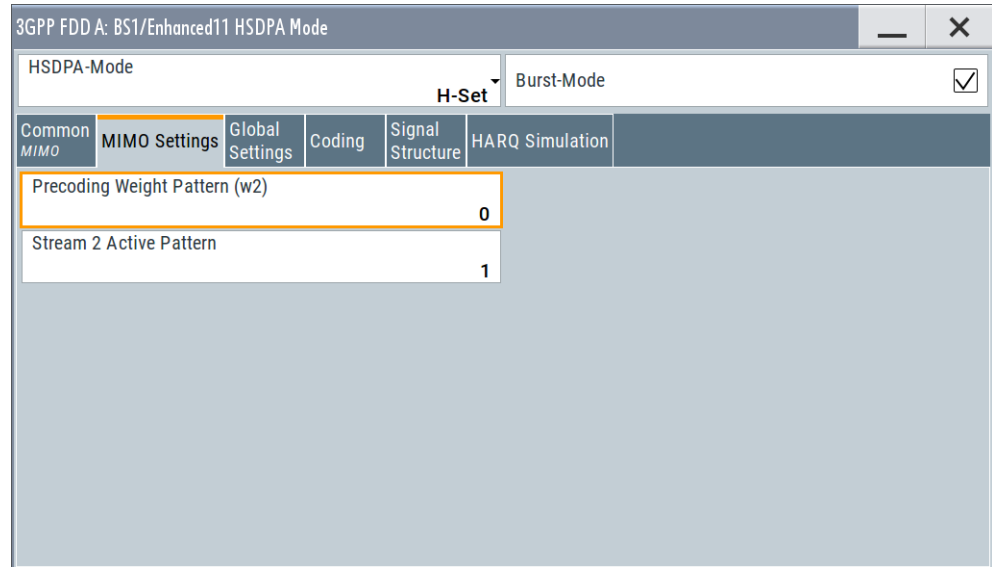 3GPP FDD A: BS1/Enhanced11 HSDPA Mode
HSDPA-Mode
H-Set
Burst-Mode
Common
MIMO
MIMO Settings
Global
Settings
Coding
Signal
Structure
HARQ Simulation
Precoding Weight Pattern (w2)
0
Stream 2 Active Pattern
1